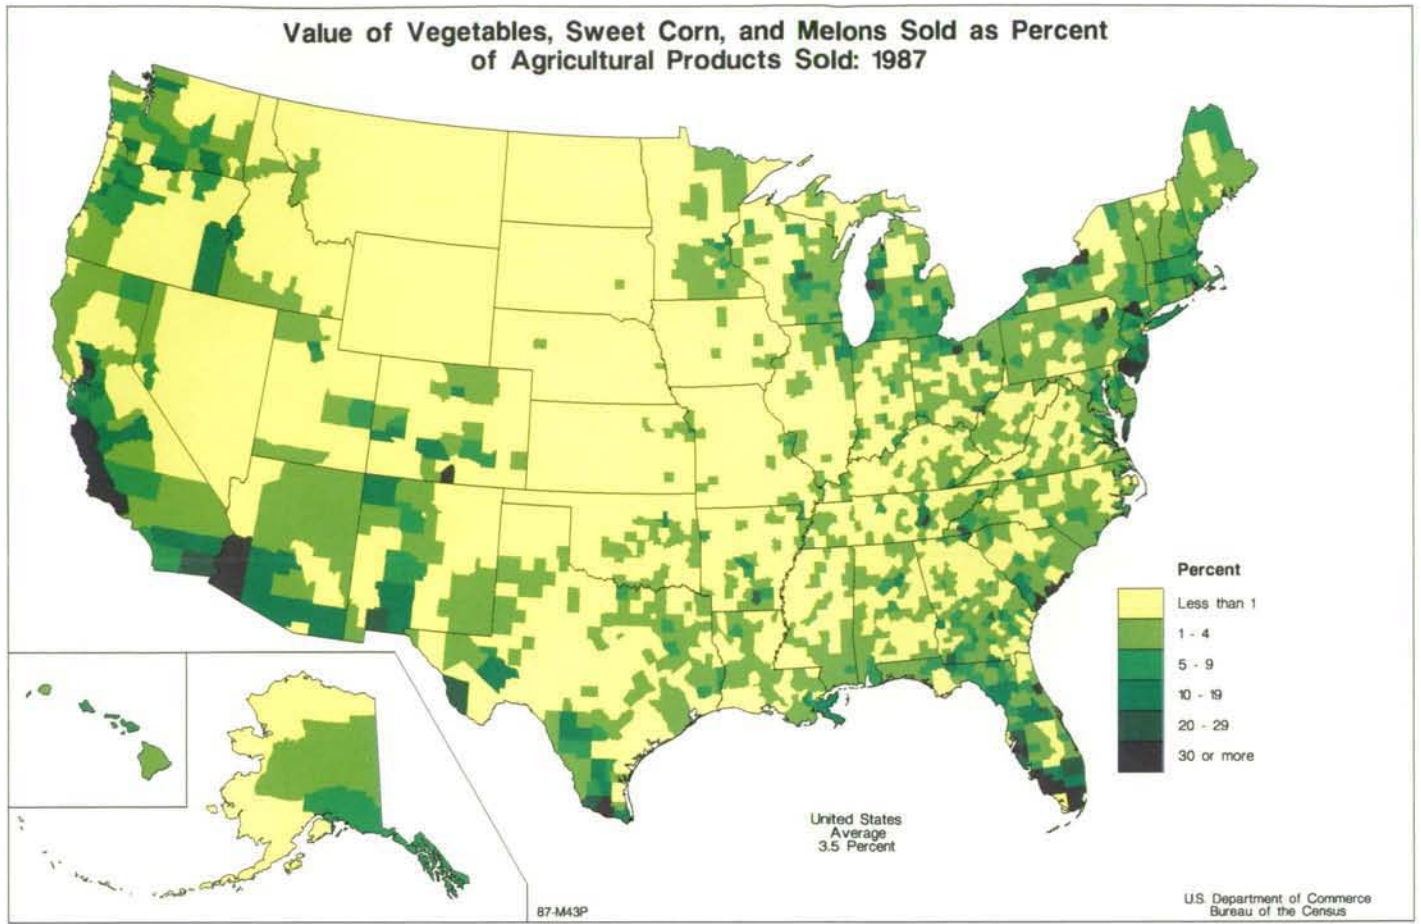 Value of Vegetables, Sweet Corn, and Melons Sold as Percent
of Agricultural Products Sold: 1987
Percent
Less than 1
1 - 4
5 - 9
10 - 19
20 - 29
30 or more
United States
Average
3.5 Percent
87-M43P
U.S. Department of Commerce
Bureau of the Census